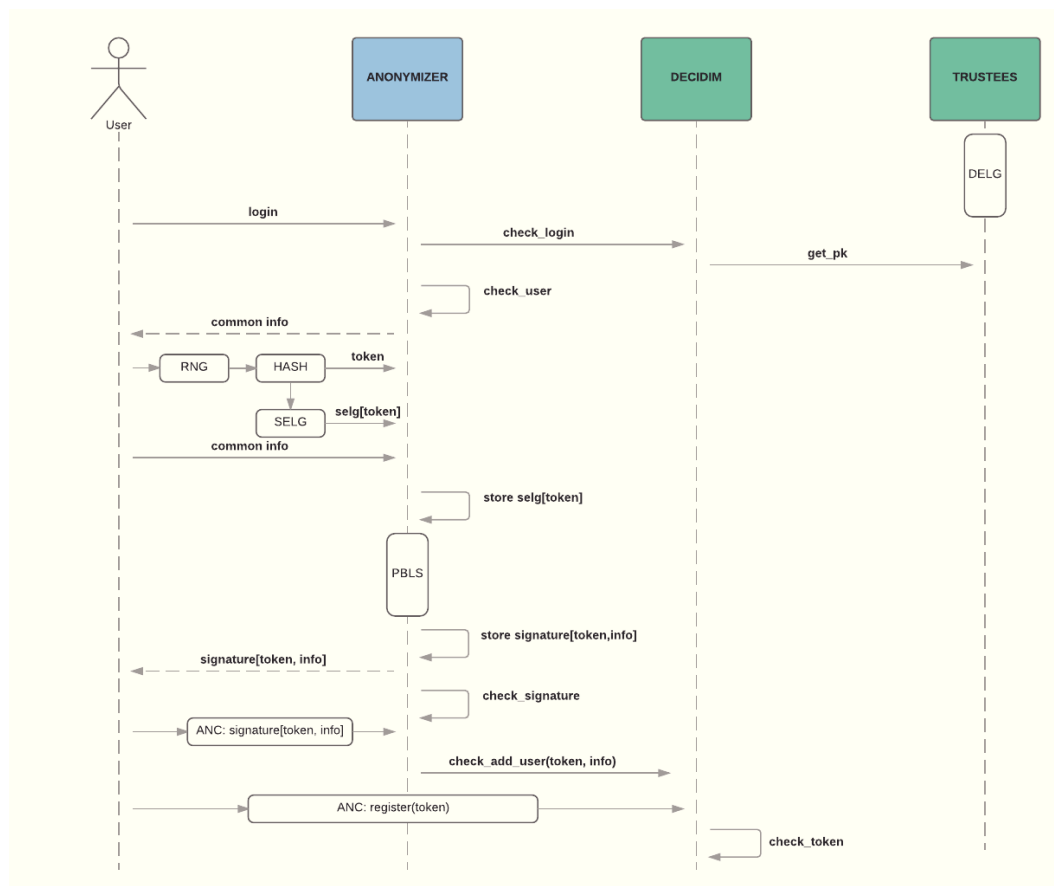 ANONYMIZER
DECIDIM
TRUSTEES
User
DELG
login
check_login
get_pk
check_user
common info
RNG
HASH
token
SELG
selg[token]
common info
store selg[token]
PBLS
store signature[token,info]
signature[token, info]
check_signature
ANC: signature[token, info]
check_add_user(token, info)
ANC: register(token)
check_token